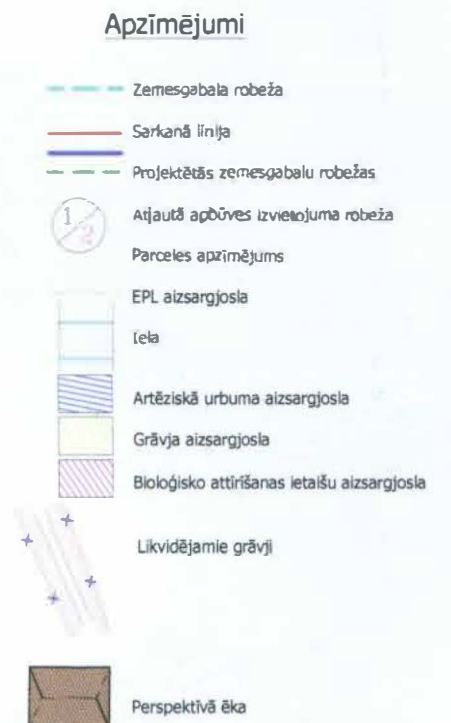 Apzīmējumi
Zemesgabala robeža
Sarkanā līnija
Projektētās zemesgabalu robežas
1
2
Atļautā apbūves izvietojuma robeža
Parceles apzīmējums
EPL aizsargjosla
Iela
Artēziskā urbuma aizsargjosla
Grāvja aizsargjosla
Bioloģisko attīrīšanas ietaišu aizsargjosla
Likvidējamie grāvji
Perspektīvā ēka